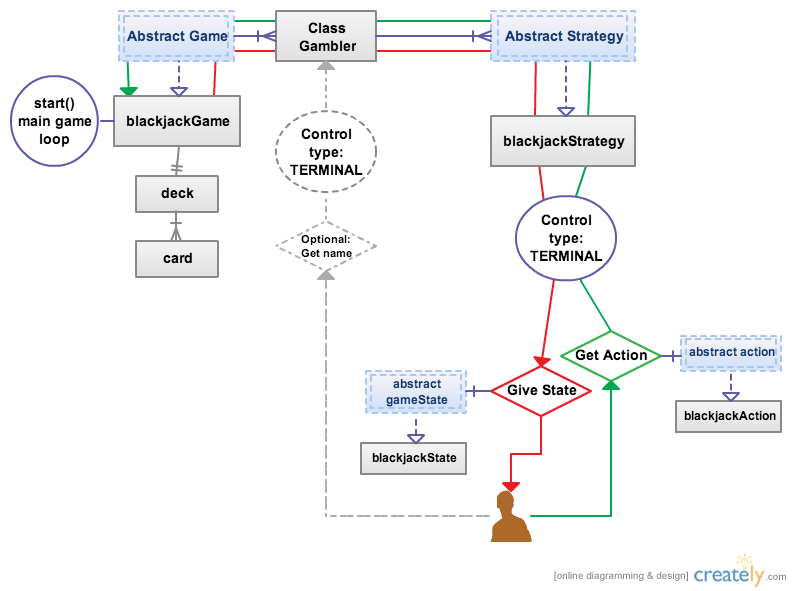 Abstract Game
Class
Gambler
Abstract Strategy
start()
main game
loop
blackjackGame
Control
type:
TERMINAL
blackjackStrategy
deck
card
Optional:
Get name
Control
type:
TERMINAL
Get Action
abstract action
abstract
gameState
Give State
blackjackAction
blackjackState
[online diagramming & design] creately.com